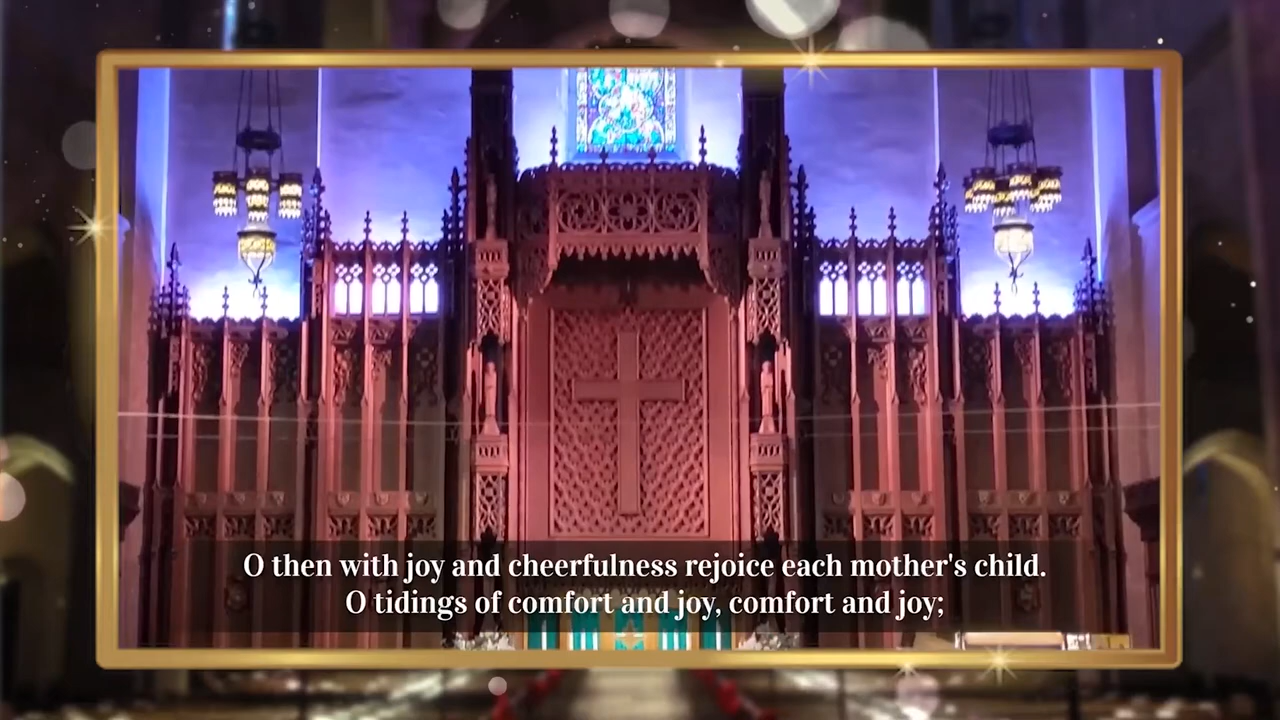 O then with joy and cheerfulness rejoice each mother's child.
O tidings of comfort and joy, comfort and joy;